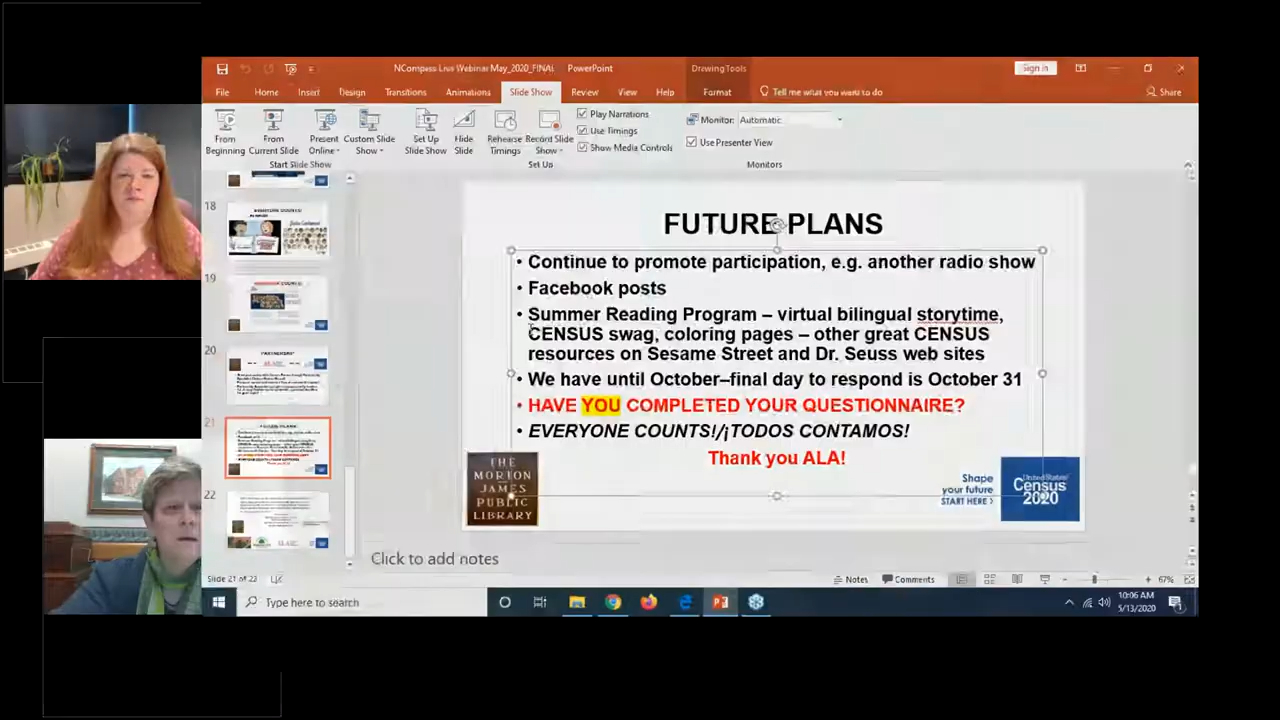 NCompass Live Webinar May_2020_FINAL PowerPoint
Drawing Tools
Sign in
File Home Insert Design Transitions Animations Slide Show Review View Help Format Tell me what you want to do Share
From Beginning
From Current Slide
Present Online
Custom Slide Show
Set Up Slide Show
Hide Slide
Rehearse Timings
Record Slide Show
Play Narrations
Use Timings
Show Media Controls
Monitor: Automatic
Use Presenter View
Start Slide Show
Set Up
Monitors
18
19
20
PARTNERSHIP
21
22
FUTURE PLANS
• Continue to promote participation, e.g. another radio show
• Facebook posts
• Summer Reading Program – virtual bilingual storytime,
CENSUS swag, coloring pages – other great CENSUS
resources on Sesame Street and Dr. Seuss web sites
• We have until October–final day to respond is October 31
• HAVE YOU COMPLETED YOUR QUESTIONNAIRE?
• EVERYONE COUNTS!/¡TODOS CONTAMOS!
Thank you ALA!
THE
MORTON
JAMES
PUBLIC
LIBRARY
Shape
your future
START HERE >
United States
Census
2020
Click to add notes
Slide 21 of 22
Notes
Comments
67%
Type here to search
10:06 AM
5/13/2020